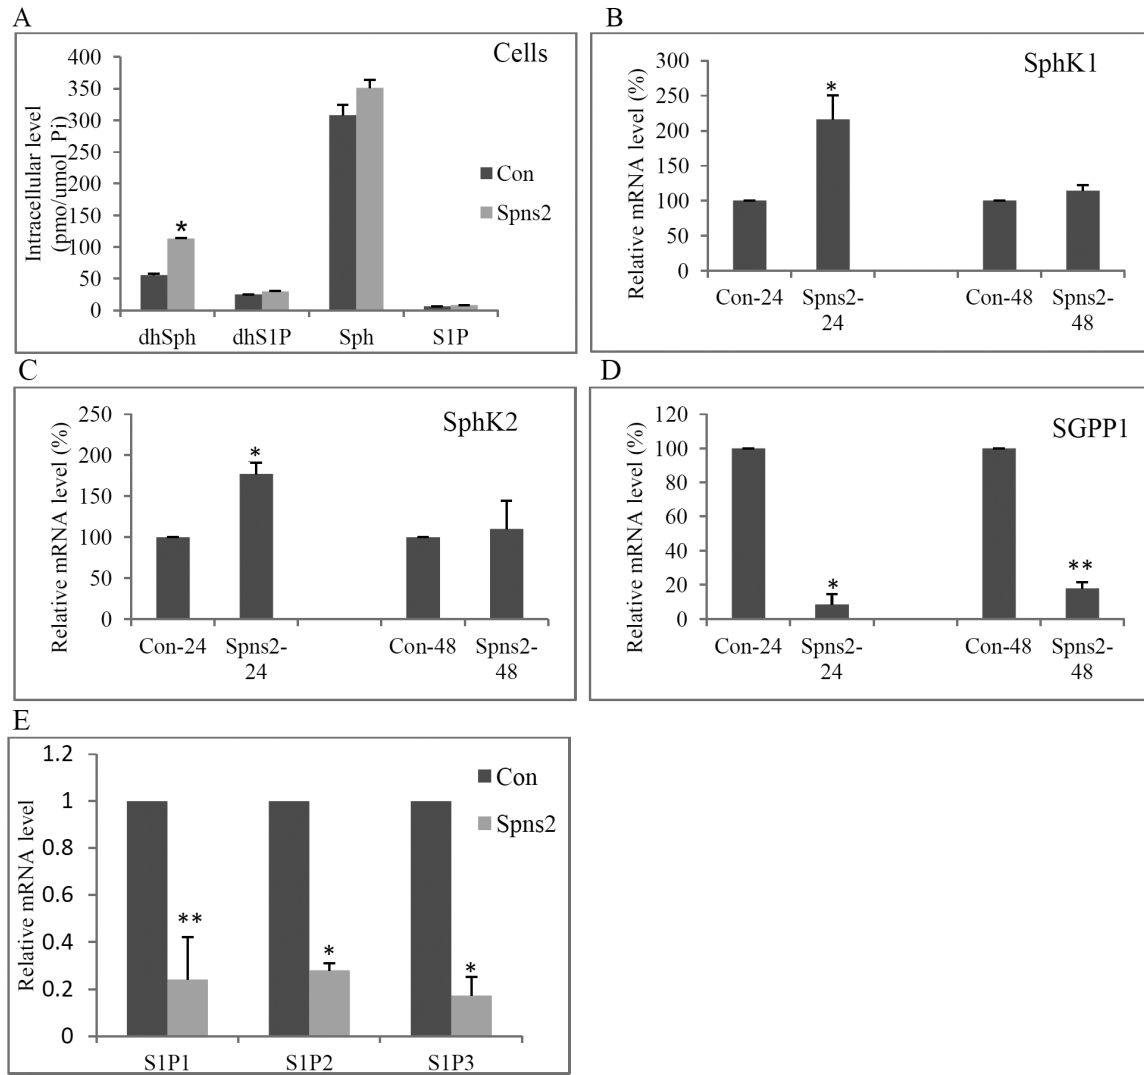 A
Cells
Intracellular level
(pmo/umol Pi)
400
350
300
250
200
150
100
50
0
*
Con
Spns2
dhSph
dhS1P
Sph
S1P
B
SphK1
Relative mRNA level (%)
300
250
200
150
100
50
0
*
Con-24
Spns2-
24
Con-48
Spns2-
48
C
SphK2
Relative mRNA level (%)
250
200
150
100
50
0
*
Con-24
Spns2-
24
Con-48
Spns2-
48
D
SGPP1
Relative mRNA level (%)
120
100
80
60
40
20
0
*
**
Con-24
Spns2-
24
Con-48
Spns2-
48
E
Relative mRNA level
1.2
1
0.8
0.6
0.4
0.2
0
Con
Spns2
**
*
*
S1P1
S1P2
S1P3